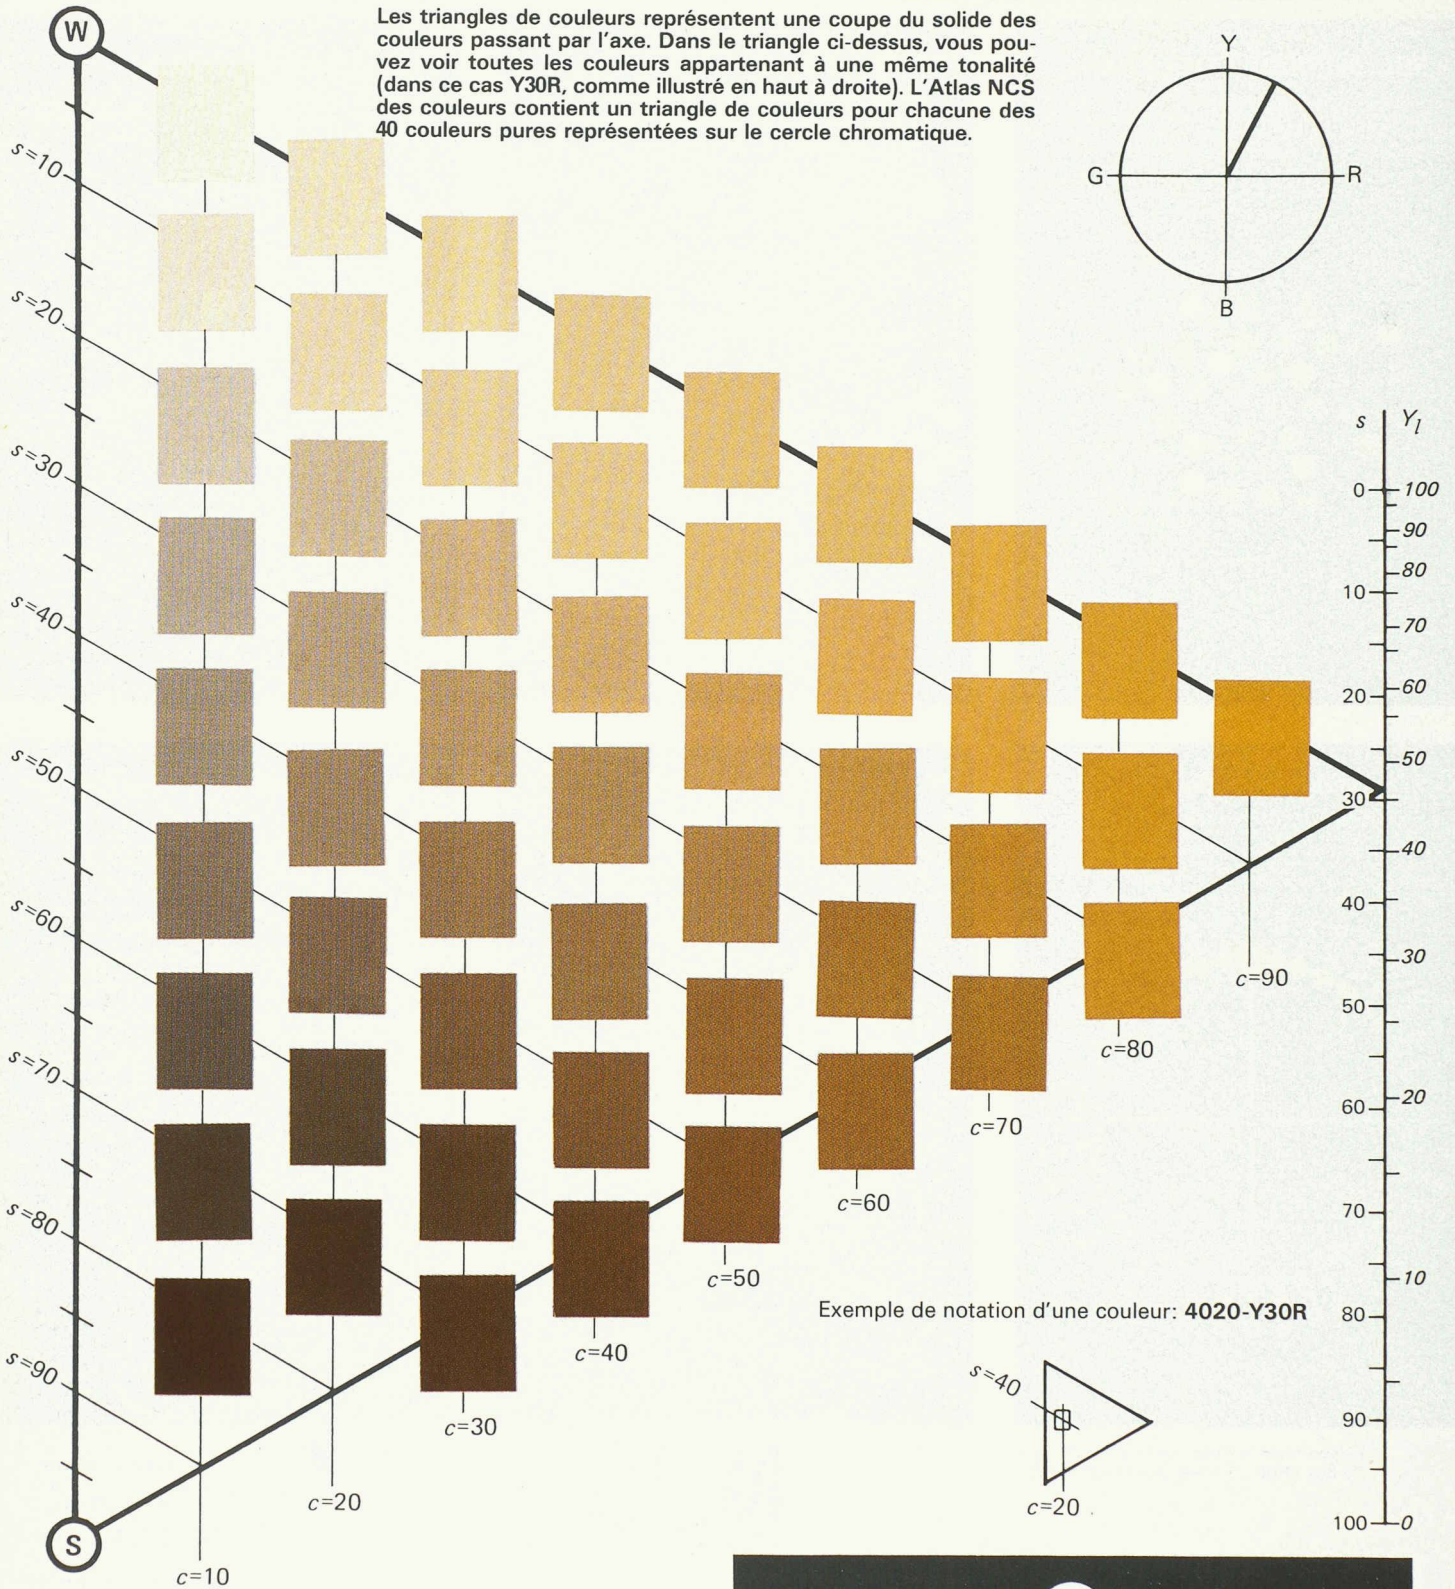 W
Les triangles de couleurs représentent une coupe du solide des
couleurs passant par l'axe. Dans le triangle ci-dessus, vous pou-
vez voir toutes les couleurs appartenant à une même tonalité
(dans ce cas Y30R, comme illustré en haut à droite). L'Atlas NCS
des couleurs contient un triangle de couleurs pour chacune des
40 couleurs pures représentées sur le cercle chromatique.
Y
G
R
B
s=10
s=20
s=30
s=40
s=50
s=60
s=70
s=80
s=90
S
c=10
c=20
c=30
c=40
c=50
c=60
c=70
c=80
c=90
s Yl
0 100
90
80
10
70
20 60
50
30
40
40
30
50
60 20
70
10
80
90
100 0
Exemple de notation d'une couleur: 4020-Y30R
s=40
c=20